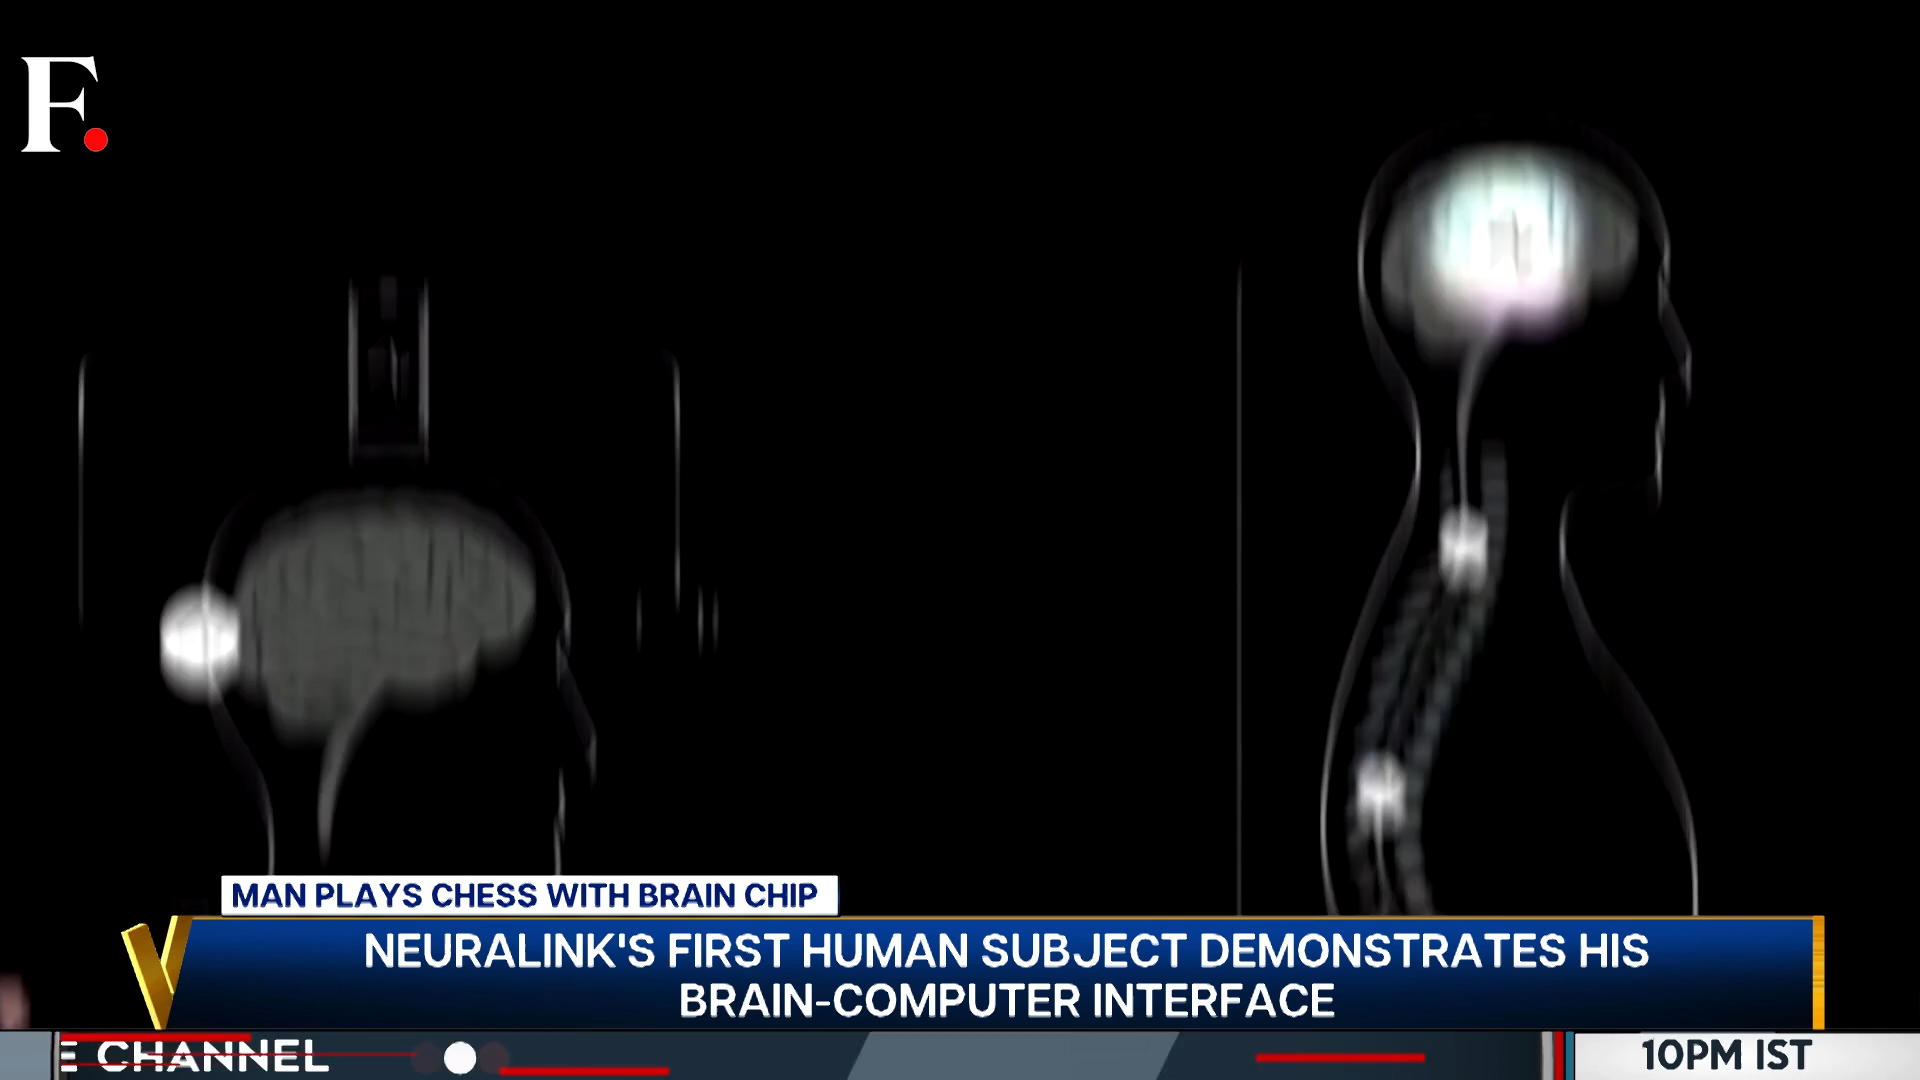 F.
MAN PLAYS CHESS WITH BRAIN CHIP
NEURALINK'S FIRST HUMAN SUBJECT DEMONSTRATES HIS
BRAIN-COMPUTER INTERFACE
E CHANNEL
10PM IST